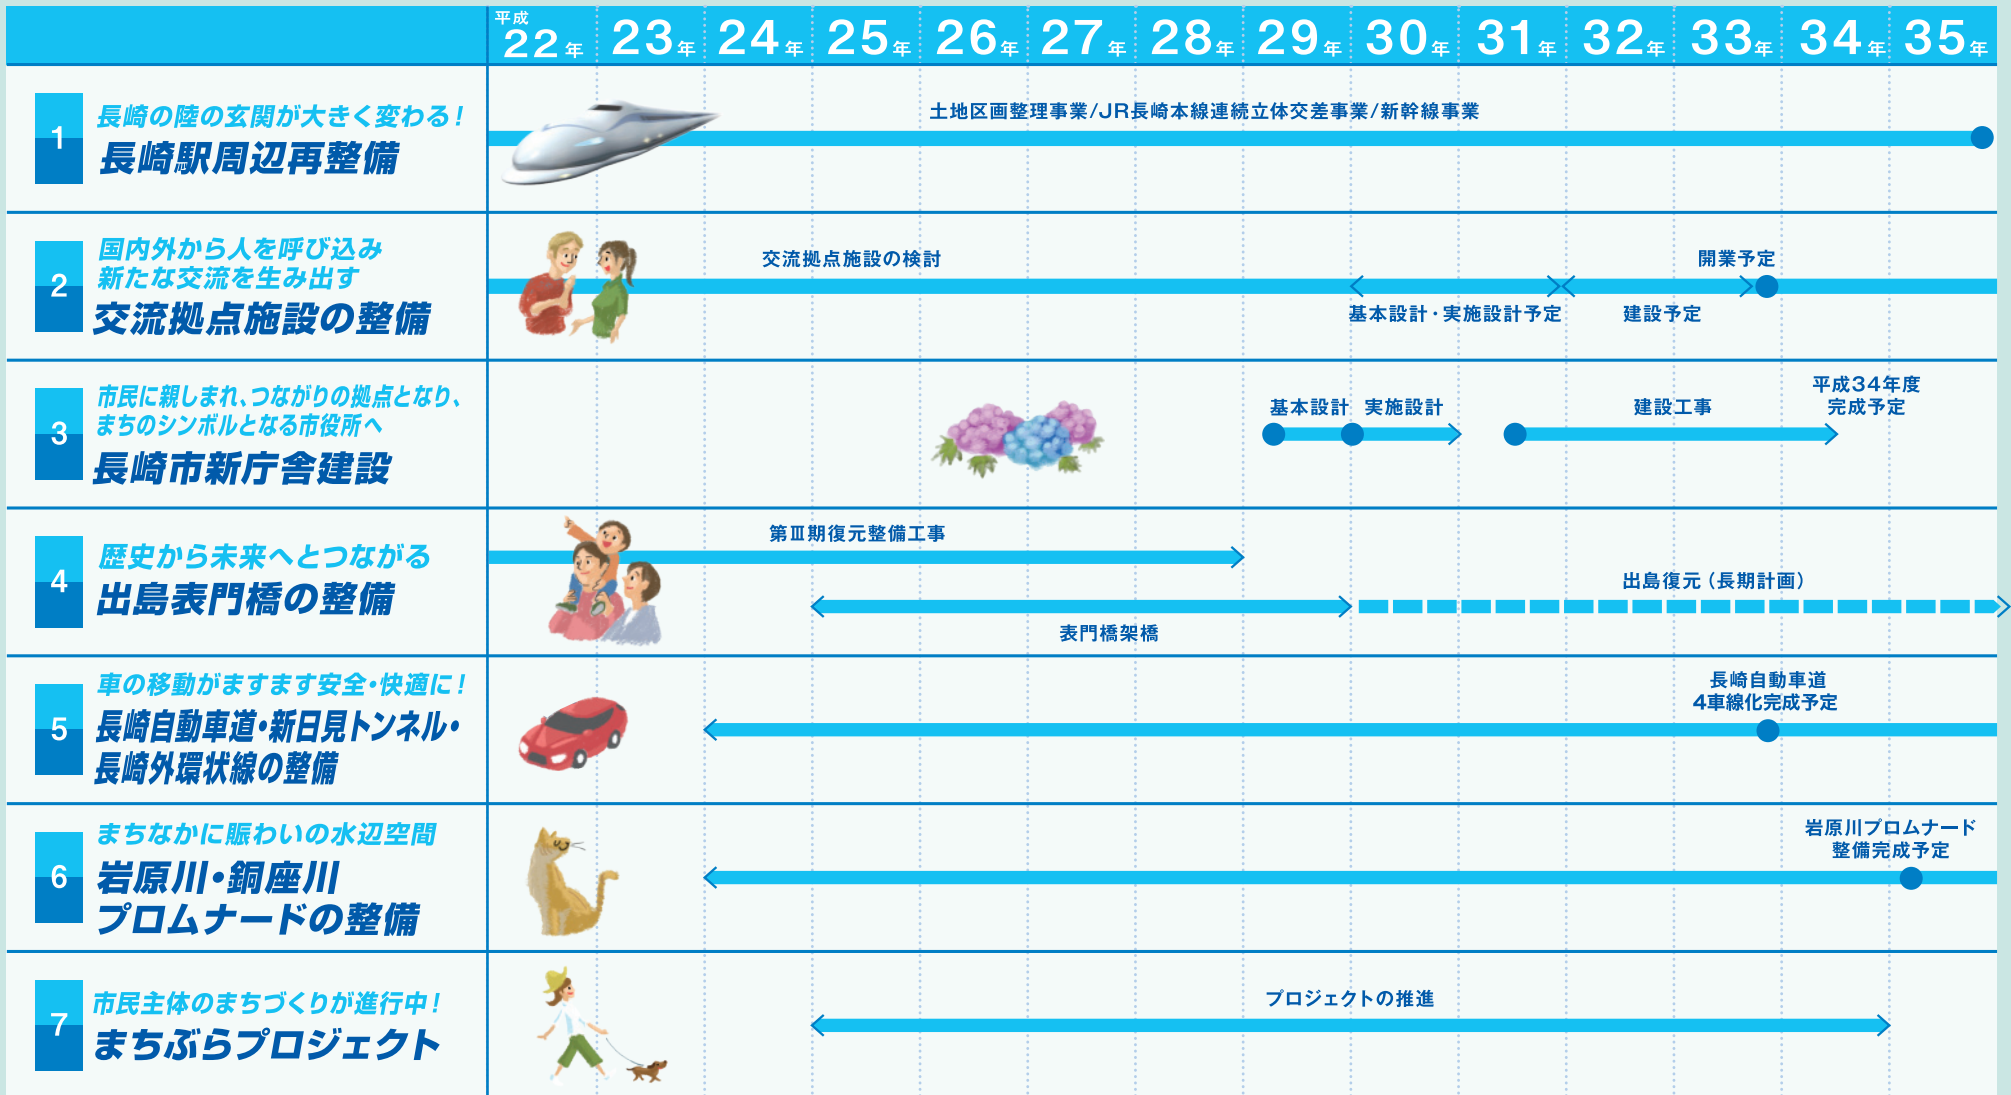 平成
22年 23年 24年 25年 26年 27年 28年 29年 30年 31年 32年 33年 34年 35年
1
長崎の陸の玄関が大きく変わる!
長崎駅周辺再整備
土地区画整理事業/JR長崎本線連続立体交差事業/新幹線事業
2
国内外から人を呼び込み
新たな交流を生み出す
交流拠点施設の整備
交流拠点施設の検討
開業予定
基本設計・実施設計予定
建設予定
3
市民に親しまれ、つながりの拠点となり、
まちのシンボルとなる市役所へ
長崎市新庁舎建設
基本設計
実施設計
建設工事
平成34年度
完成予定
4
歴史から未来へとつながる
出島表門橋の整備
第Ⅲ期復元整備工事
出島復元(長期計画)
表門橋架橋
5
車の移動がますます安全・快適に!
長崎自動車道・新日見トンネル・
長崎外環状線の整備
長崎自動車道
4車線化完成予定
6
まちなかに賑わいの水辺空間
岩原川・銅座川
プロムナードの整備
岩原川プロムナード
整備完成予定
7
市民主体のまちづくりが進行中!
まちぶらプロジェクト
プロジェクトの推進